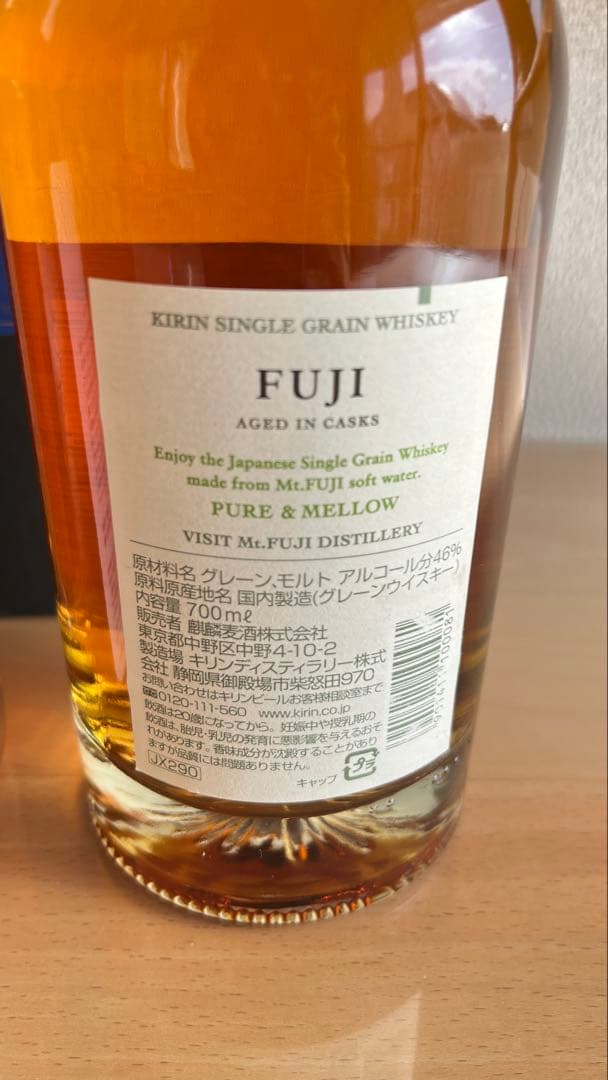 KIRIN SINGLE GRAIN WHISKEY
FUJI
AGED IN CASKS
Enjoy the Japanese Single Grain Whiskey
made from Mt.FUJI soft water.
PURE & MELLOW
VISIT Mt.FUJI DISTILLERY
原材料名 グレーン、モルト アルコール分46%
原料原産地名 国内製造(グレーンウイスキー)
内容量 700mℓ
販売者 麒麟麦酒株式会社
東京都中野区中野4-10-2
製造場 キリンディスティラリー株式
会社 静岡県御殿場市柴怒田970
お問い合わせはキリンビールお客様相談室まで
0120-111-560 www.kirin.co.jp
飲酒は20歳になってから。妊娠中や授乳期の
飲酒は、胎児・乳児の発育に悪影響を与えるおそ
れがあります。香味成分が沈殿することがあり
ますが品質には問題ありません。
JX290
キャップ
プラ